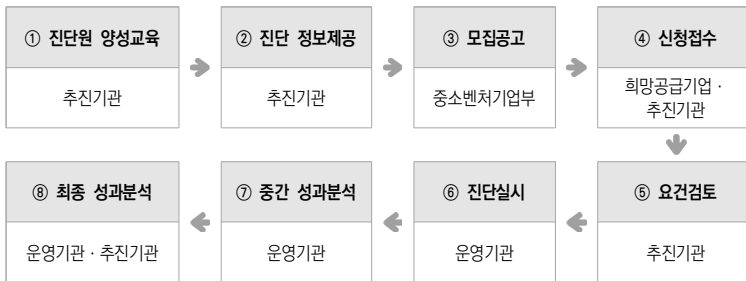 ① 진단원 양성교육
추진기관
② 진단 정보제공
추진기관
③ 모집공고
중소벤처기업부
④ 신청접수
희망공급기업 ·
추진기관
⑤ 요건검토
추진기관
⑥ 진단실시
운영기관
⑦ 중간 성과분석
운영기관
⑧ 최종 성과분석
운영기관 · 추진기관